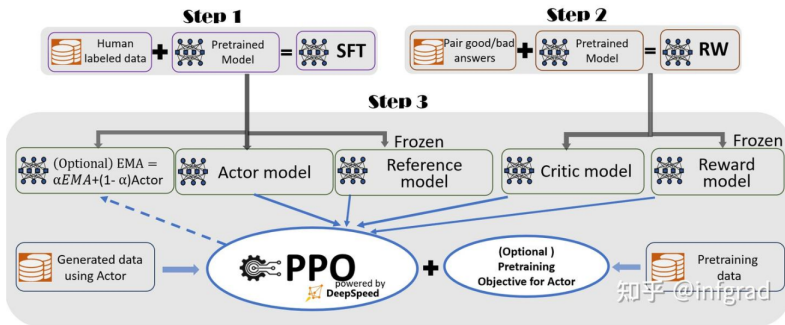 Step 1
Step 2
Human
labeled data
+
Pretrained
Model
=
SFT
Pair good/bad
answers
+
Pretrained
Model
=
RW
Step 3
Frozen
Frozen
(Optional) EMA =
αEMA+(1- α)Actor
Actor model
Reference
model
Critic model
Reward
model
Generated data
using Actor
PPO
powered by
DeepSpeed
+
(Optional )
Pretraining
Objective for Actor
Pretraining
data
知乎 @infgrad